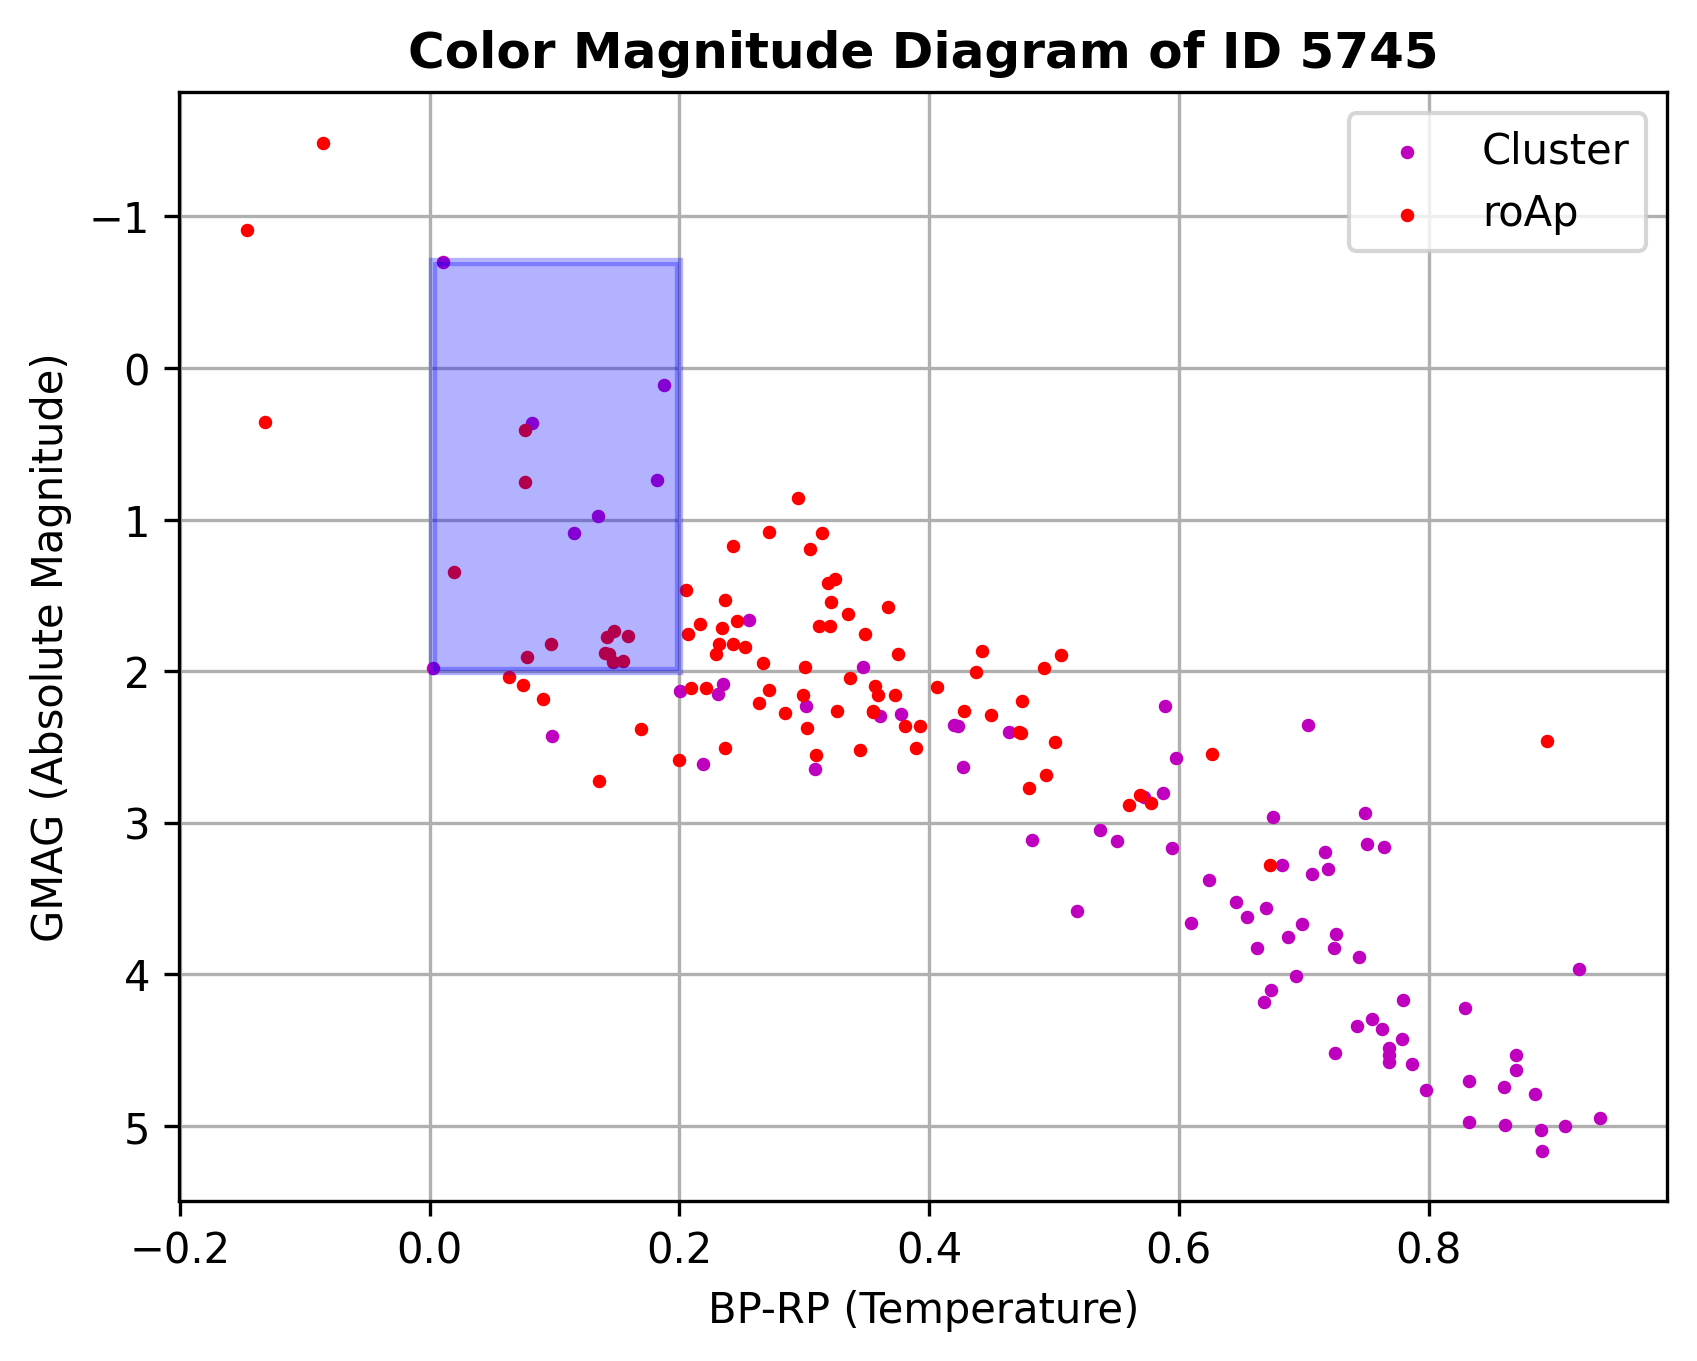 Color Magnitude Diagram of ID 5745
Cluster
roAp
GMAG (Absolute Magnitude)
−1
0
1
2
3
4
5
−0.2 0.0 0.2 0.4 0.6 0.8
BP-RP (Temperature)